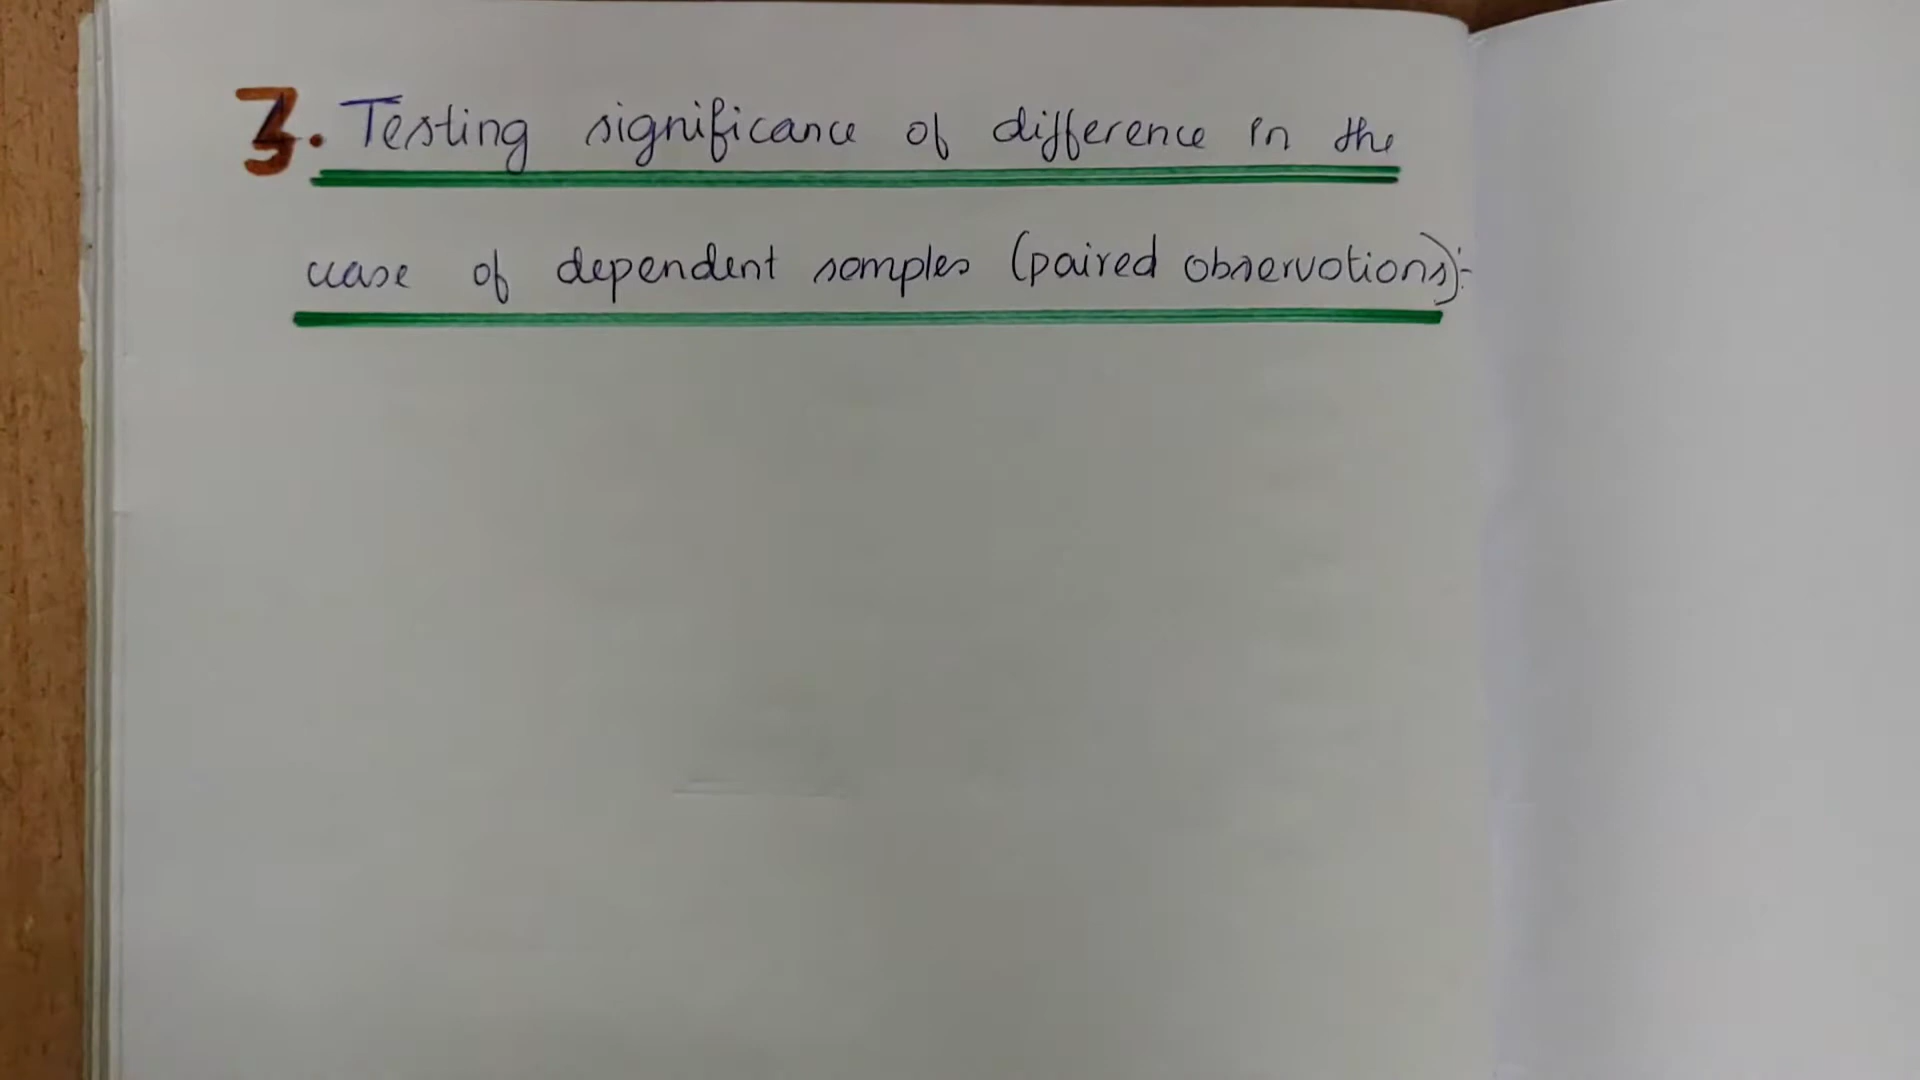 3. Testing significance of difference in the
case of dependent samples (paired observations):-